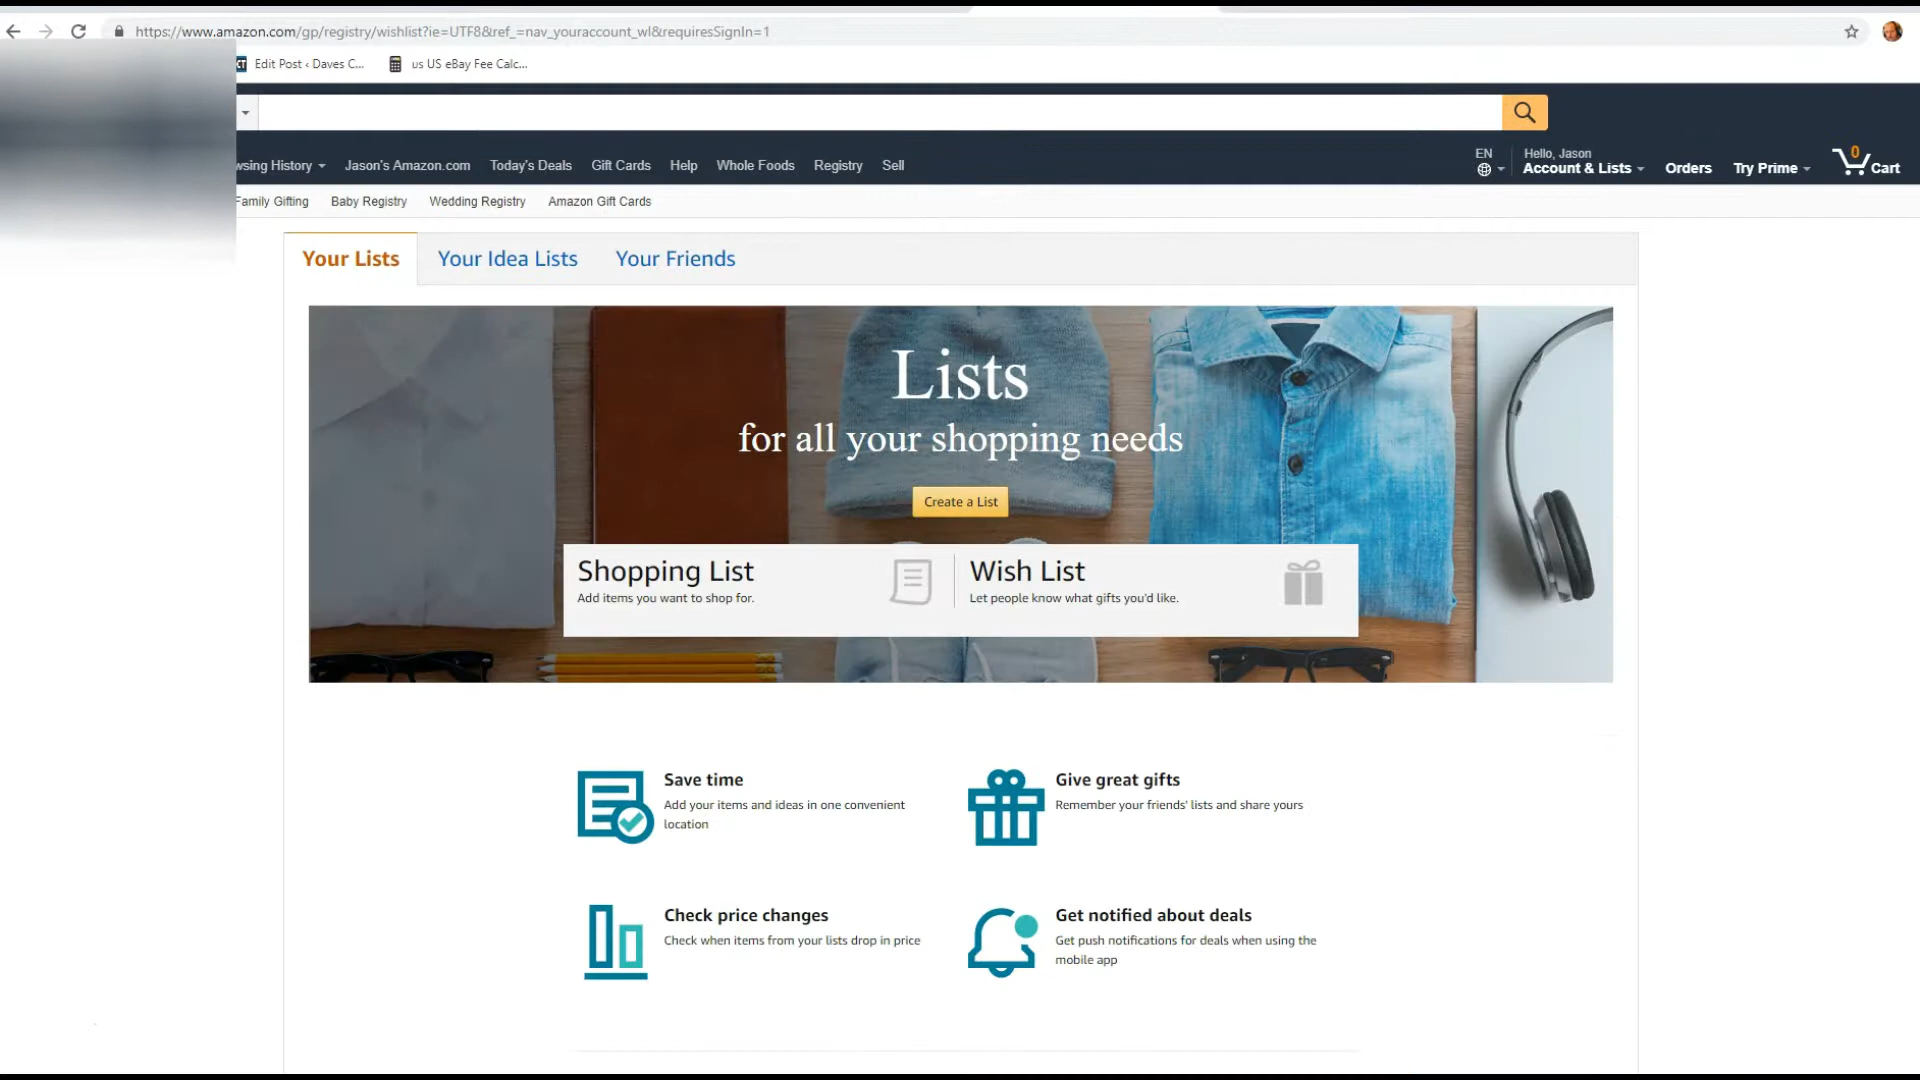 https://www.amazon.com/gp/registry/wishlist?ie=UTF8&ref_=nav_youraccount_wl&requiresSignIn=1
Edit Post ‹ Daves C... us US eBay Fee Calc...
History Jason's Amazon.com Today's Deals Gift Cards Help Whole Foods Registry Sell
EN Hello, Jason
Account & Lists Orders Try Prime 0 Cart
Family Gifting Baby Registry Wedding Registry Amazon Gift Cards
Your Lists Your Idea Lists Your Friends
Lists
for all your shopping needs
Create a List
Shopping List
Add items you want to shop for.
Wish List
Let people know what gifts you'd like.
Save time
Add your items and ideas in one convenient
location
Give great gifts
Remember your friends' lists and share yours
Check price changes
Check when items from your lists drop in price
Get notified about deals
Get push notifications for deals when using the
mobile app